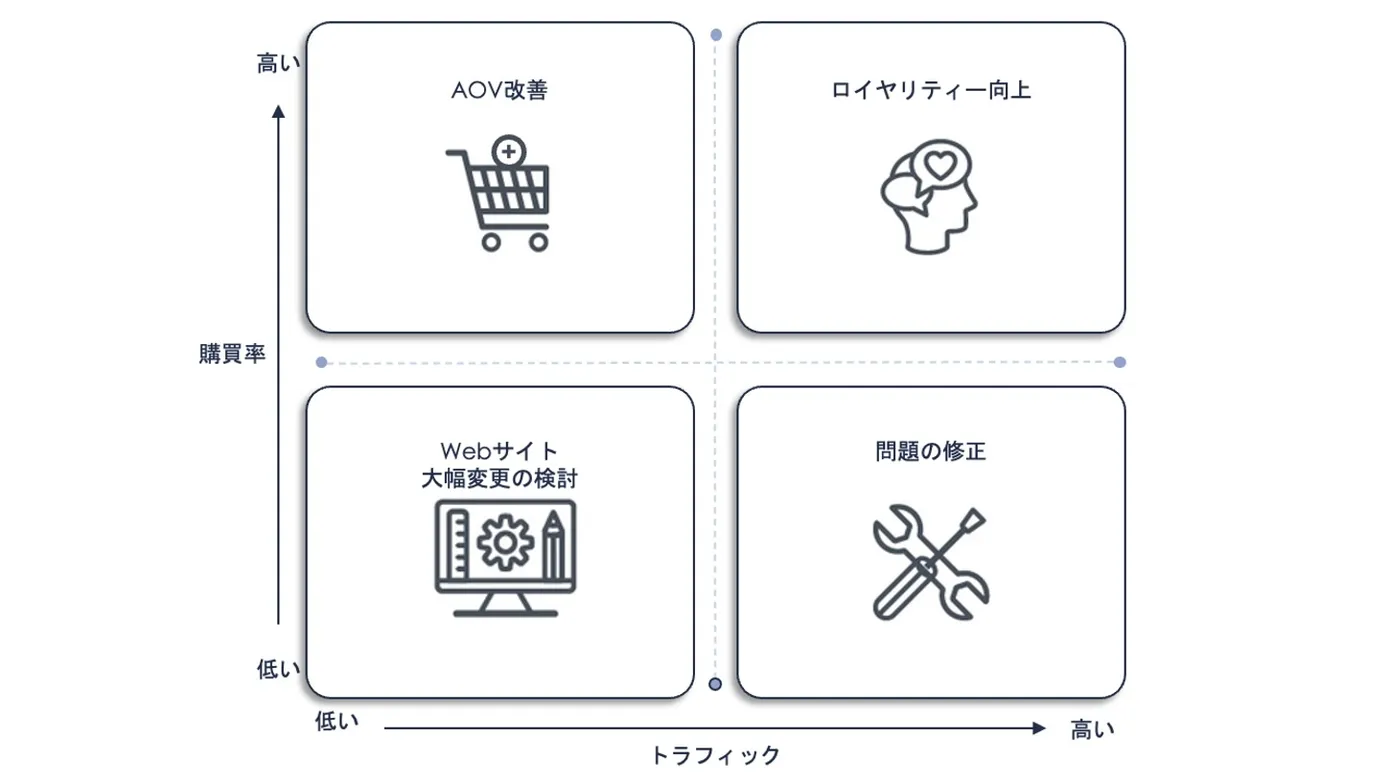 高い
AOV改善
ロイヤリティー向上
購買率
Webサイト
大幅変更の検討
問題の修正
低い
低い
高い
トラフィック